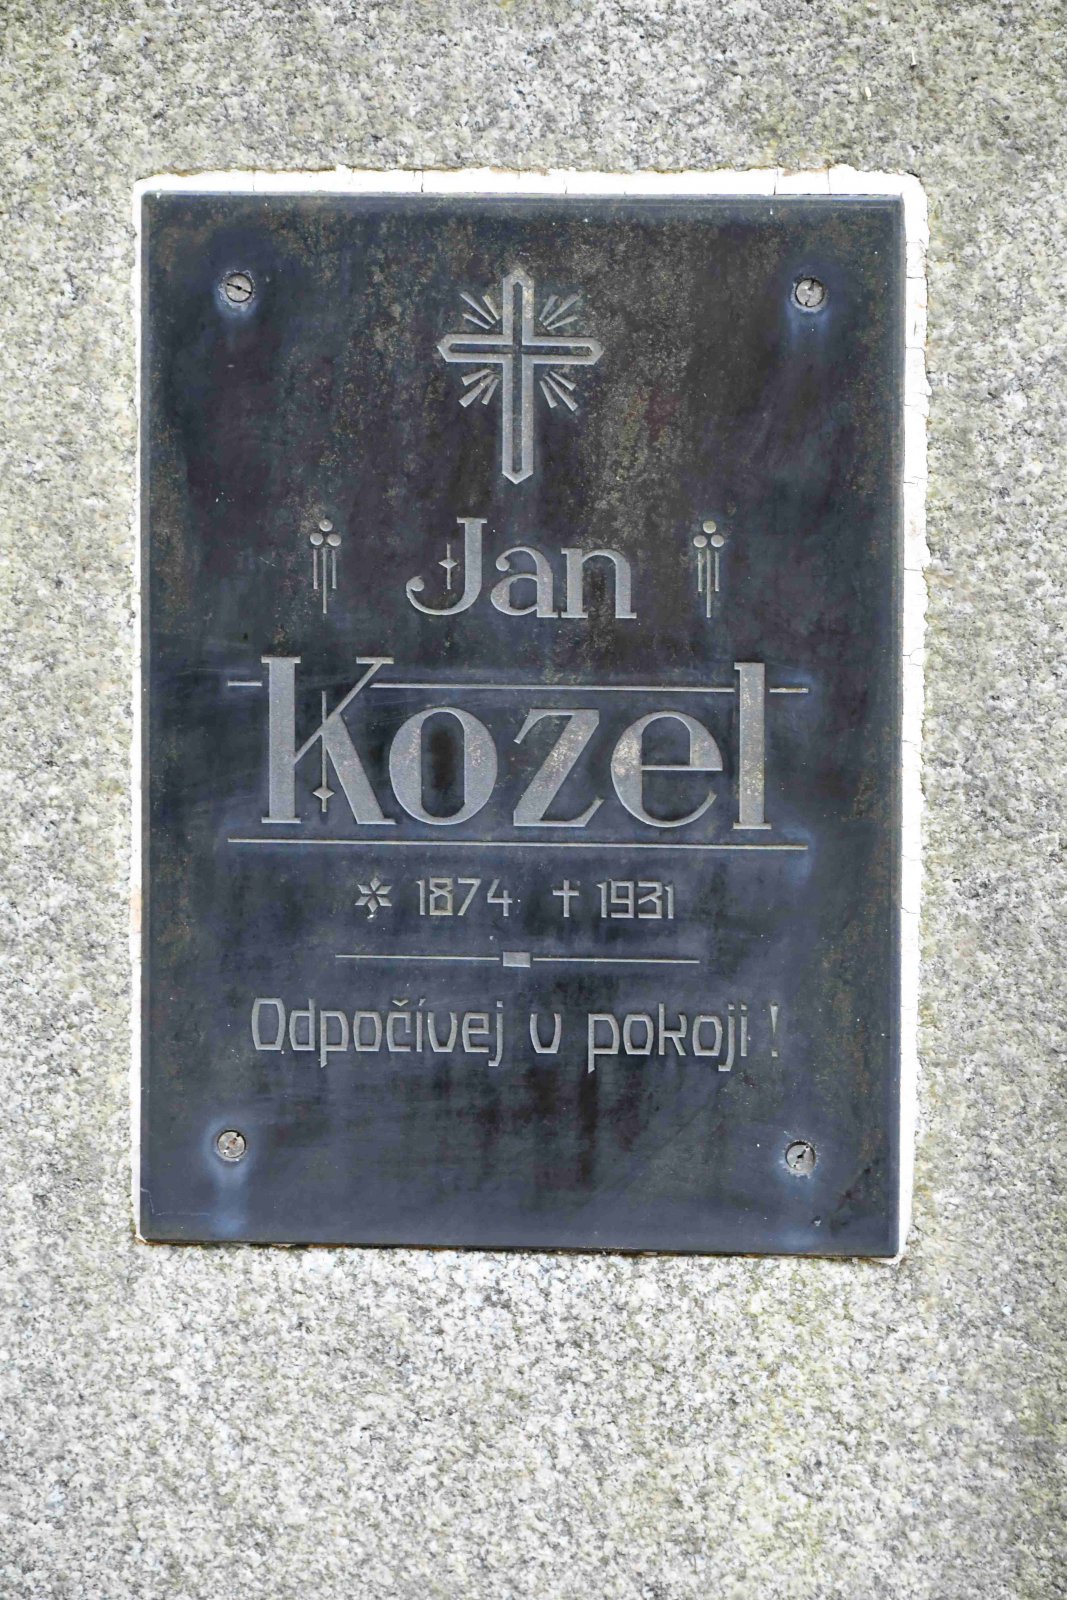 Jan
Kozel
* 1874 † 1931
Odpočívej v pokoji!